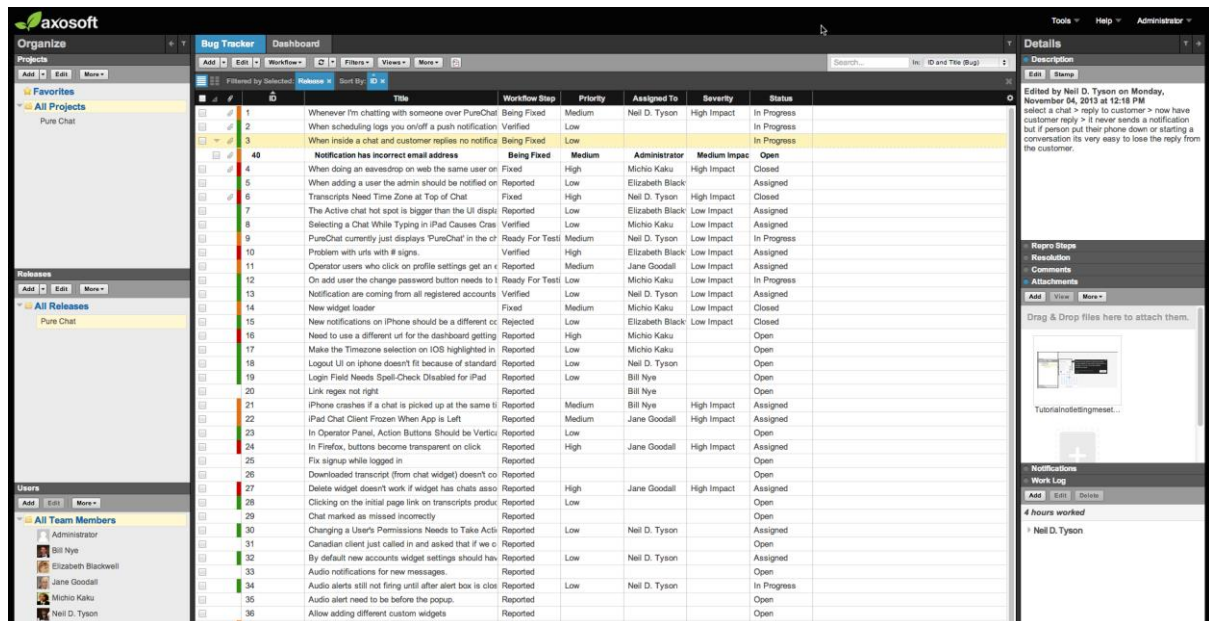 axosoft
Tools Help Administrator
Organize
Projects
Add Edit More
Favorites
All Projects
Pure Chat
Releases
Add Edit More
All Releases
Pure Chat
Users
Add Edit More
All Team Members
Administrator
Bill Nye
Elizabeth Blackwell
Jane Goodall
Michio Kaku
Neil D. Tyson
Bug Tracker Dashboard
Add Edit Workflow Filters Views More Search... In: ID and Title (Bug)
Filtered by Selected: Release × Sort By: ID ×
ID Title Workflow Step Priority Assigned To Severity Status
1 Whenever I'm chatting with someone over PureChat Being Fixed Medium Neil D. Tyson High Impact In Progress
2 When scheduling logs you on/off a push notification Verified Low In Progress
3 When inside a chat and customer replies no notifica Being Fixed Low In Progress
40 Notification has incorrect email address Being Fixed Medium Administrator Medium Impac Open
4 When doing an eavesdrop on web the same user on Fixed High Michio Kaku High Impact Closed
5 When adding a user the admin should be notified on Reported Low Elizabeth Black Assigned
6 Transcripts Need Time Zone at Top of Chat Fixed High Neil D. Tyson High Impact Closed
7 The Active chat hot spot is bigger than the UI displa Reported Low Elizabeth Black Low Impact Assigned
8 Selecting a Chat While Typing in iPad Causes Cras Verified Low Michio Kaku Low Impact Assigned
9 PureChat currently just displays 'PureChat' in the ch Ready For Testi Medium Neil D. Tyson Low Impact In Progress
10 Problem with urls with # signs. Verified High Elizabeth Black Low Impact Assigned
11 Operator users who click on profile settings get an e Reported Medium Jane Goodall Low Impact Assigned
12 On add user the change password button needs to Ready For Testi Low Michio Kaku Low Impact In Progress
13 Notification are coming from all registered accounts Verified Low Neil D. Tyson Low Impact Assigned
14 New widget loader Fixed Medium Michio Kaku Low Impact Closed
15 New notifications on iPhone should be a different cc Rejected Low Elizabeth Black Low Impact Closed
16 Need to use a different url for the dashboard getting Reported High Michio Kaku Open
17 Make the Timezone selection on IOS highlighted in Reported Low Michio Kaku Open
18 Logout UI on iphone doesn't fit because of standard Reported Low Neil D. Tyson Open
19 Login Field Needs Spell-Check DIsabled for iPad Reported Low Bill Nye Open
20 Link regex not right Reported Bill Nye Open
21 iPhone crashes if a chat is picked up at the same ti Reported Medium Bill Nye High Impact Assigned
22 iPad Chat Client Frozen When App is Left Reported Medium Jane Goodall High Impact Assigned
23 In Operator Panel, Action Buttons Should be Vertica Reported Low Open
24 In Firefox, buttons become transparent on click Reported High Jane Goodall High Impact Assigned
25 Fix signup while logged in Reported Open
26 Downloaded transcript (from chat widget) doesn't co Reported Open
27 Delete widget doesn't work if widget has chats asso Reported High Jane Goodall High Impact Assigned
28 Clicking on the initial page link on transcripts produc Reported Low Open
29 Chat marked as missed incorrectly Reported Open
30 Changing a User's Permissions Needs to Take Acti Reported Low Neil D. Tyson Assigned
31 Canadian client just called in and asked that if we c Reported Open
32 By default new accounts widget settings should hav Reported Low Neil D. Tyson Assigned
33 Audio notifications for new messages. Reported Open
34 Audio alerts still not firing until after alert box is clos Reported Low Neil D. Tyson In Progress
35 Audio alert need to be before the popup. Reported Open
36 Allow adding different custom widgets Reported Open
Details
Description
Edit Stamp
Edited by Neil D. Tyson on Monday,
November 04, 2013 at 12:18 PM
select a chat > reply to customer > now have
customer reply > it never sends a notification
but if person put their phone down or starting a
conversation its very easy to lose the reply from
the customer.
Repro Steps
Resolution
Comments
Attachments
Add View More
Drag & Drop files here to attach them.
Tutorialnotlettingmeset...
Notifications
Work Log
Add Edit Delete
4 hours worked
Neil D. Tyson